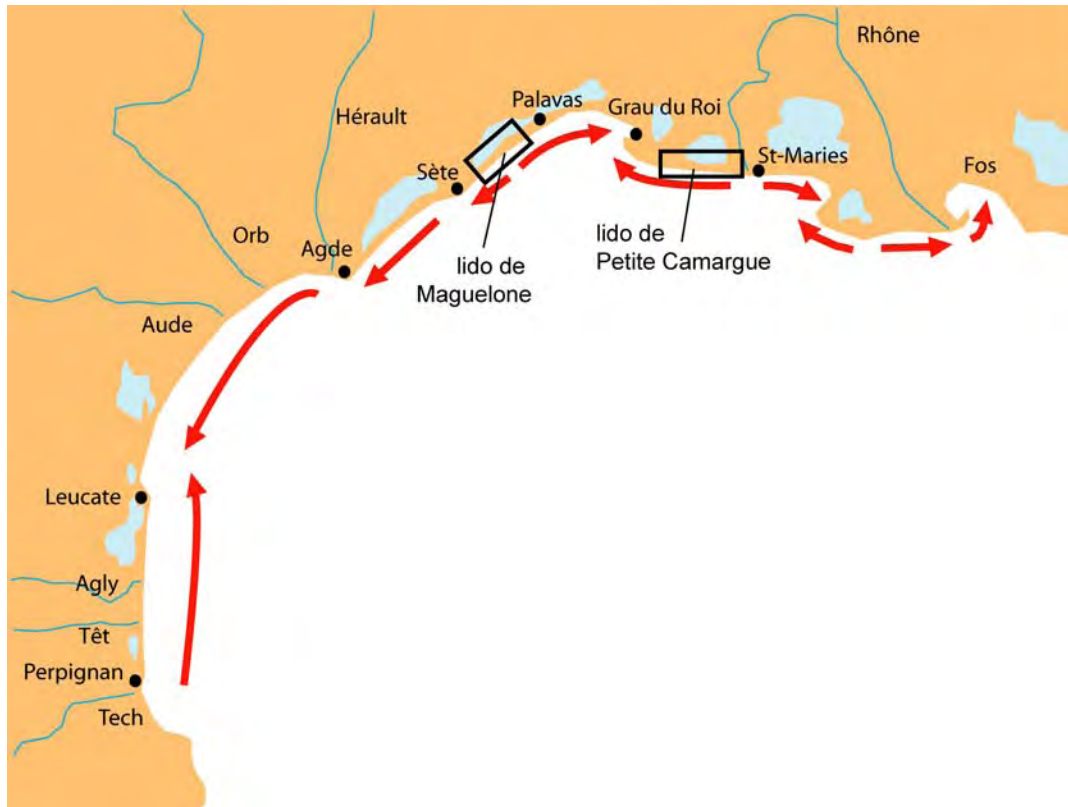 Rhône
Palavas
Grau du Roi
Hérault
St-Maries
Fos
Sète
Orb
Agde
lido de
Maguelone
lido de
Petite Camargue
Aude
Leucate
Agly
Têt
Perpignan
Tech